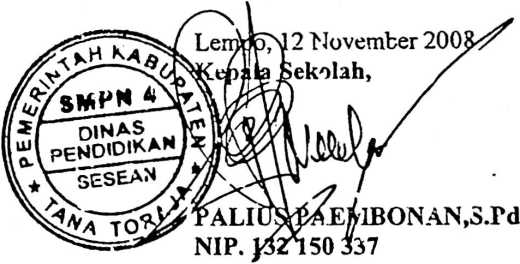 Lembo, 12 November 2008
Kepala Sekolah,
PEMERINTAH KABUPATEN
SMPN 4
DINAS
PENDIDIKAN
SESEAN
★ TANA TORAJA ★
PALIUS PAEMBONAN,S.Pd
NIP. 132 150 337